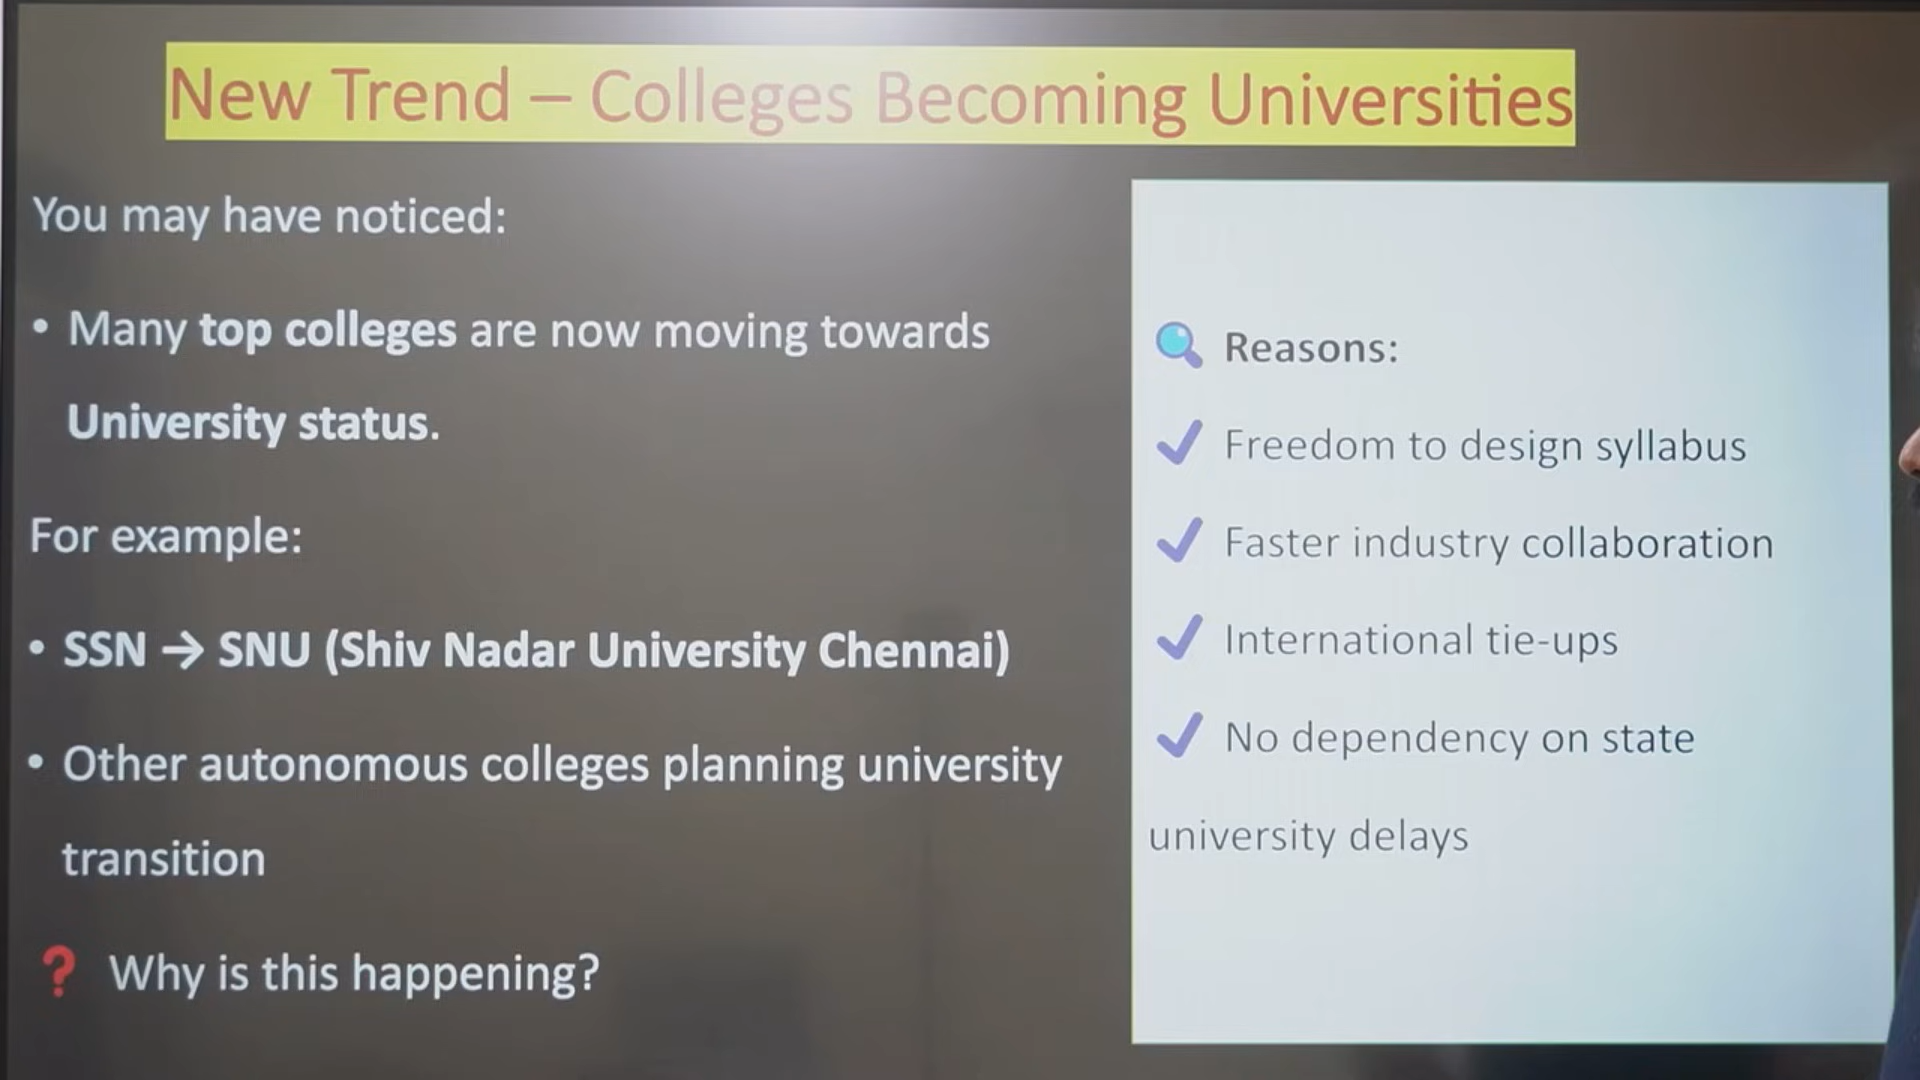 New Trend – Colleges Becoming Universities
You may have noticed:
• Many top colleges are now moving towards
University status.
For example:
• SSN → SNU (Shiv Nadar University Chennai)
• Other autonomous colleges planning university
transition
❓ Why is this happening?
🔍 Reasons:
✔ Freedom to design syllabus
✔ Faster industry collaboration
✔ International tie-ups
✔ No dependency on state
university delays